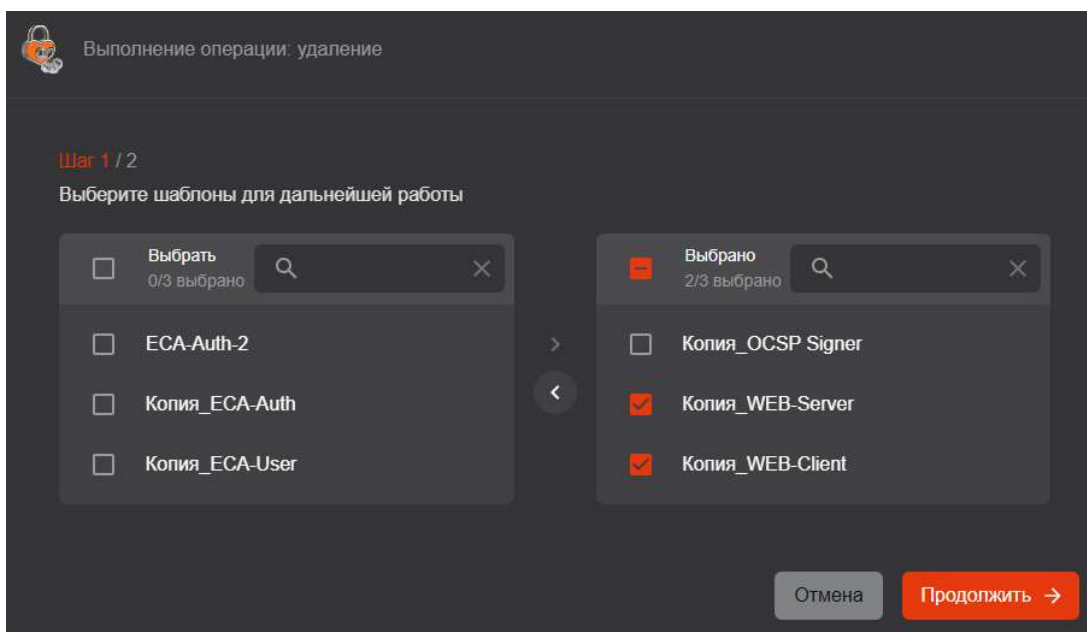 Выполнение операции: удаление
Шаг 1 / 2
Выберите шаблоны для дальнейшей работы
Выбрать
0/3 выбрано
ECA-Auth-2
Копия_ECA-Auth
Копия_ECA-User
Выбрано
2/3 выбрано
Копия_OCSP Signer
Копия_WEB-Server
Копия_WEB-Client
Отмена
Продолжить →